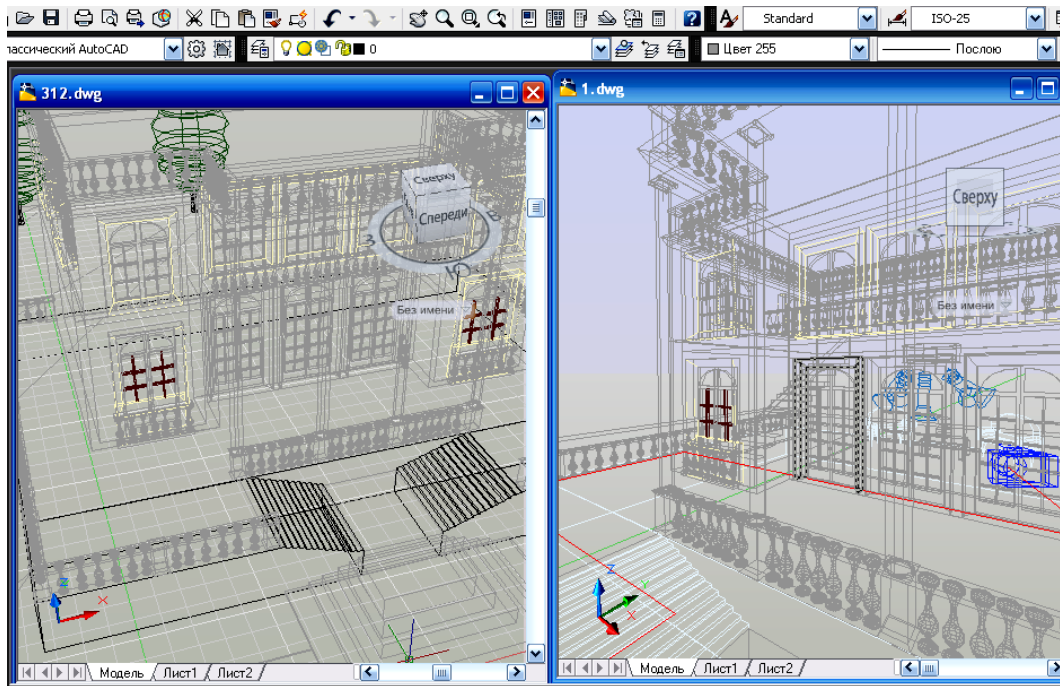 Standard
ISO-25
лассический AutoCAD
0
Цвет 255
Послою
312.dwg
1.dwg
Сверху
Спереди
З
Ю
В
Без имени
Z
X
Модель
Лист1
Лист2
Сверху
Без имени
Z
Y
X
Модель
Лист1
Лист2